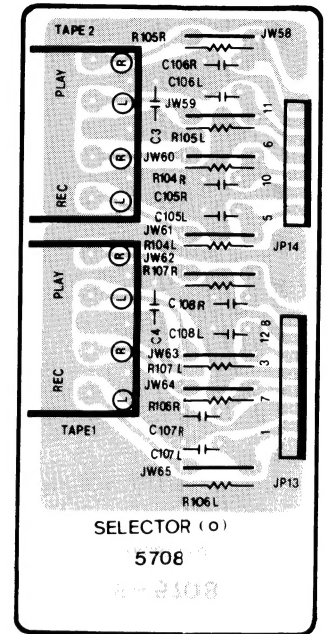 TAPE 2
R105R
JW58
C106R
C106L
PLAY
R
L
JW59
11
C3
R105L
6
R
JW60
R104R
10
C105R
REC
L
C105L
5
JW61
R104L
JP14
R
JW62
R107R
PLAY
L
C108R
C4
C108L
8
12
R
JW63
3
R107L
REC
JW64
7
L
R106R
C107R
1
TAPE1
C107L
JW65
JP13
R106L
SELECTOR (O)
5708